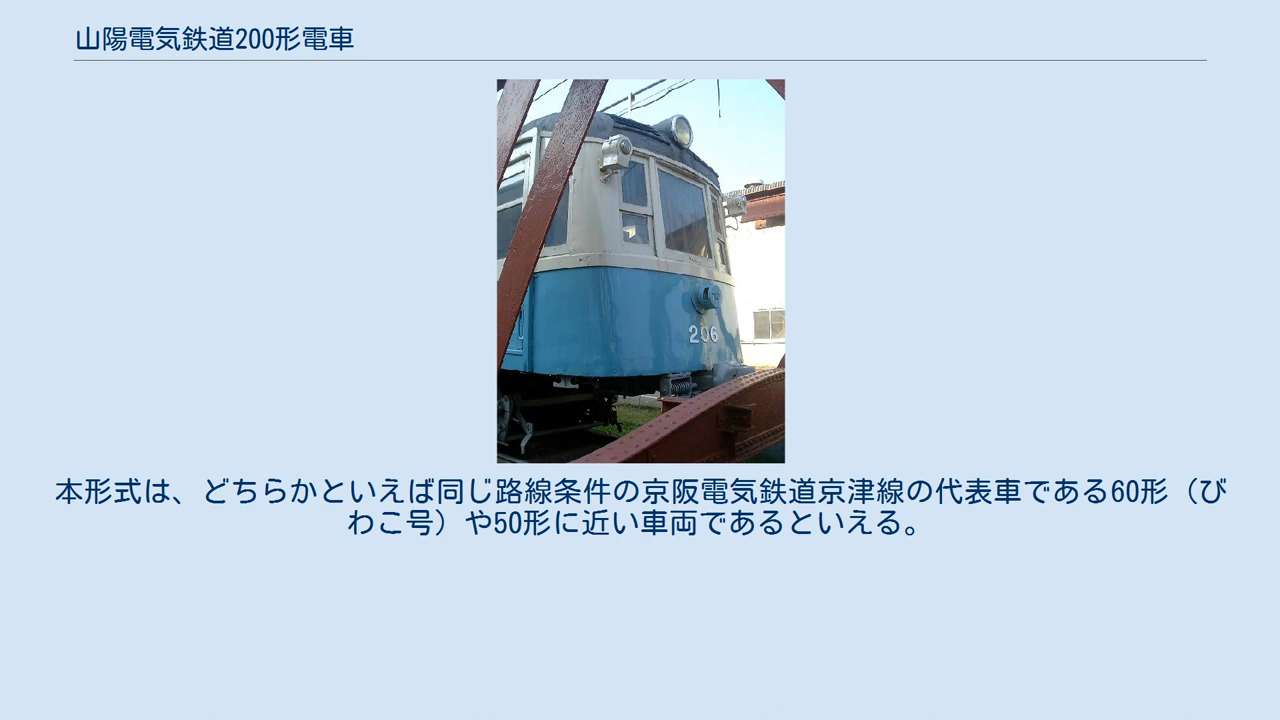 山陽電気鉄道200形電車
206
本形式は、どちらかといえば同じ路線条件の京阪電気鉄道京津線の代表車である60形（び
わこ号）や50形に近い車両であるといえる。